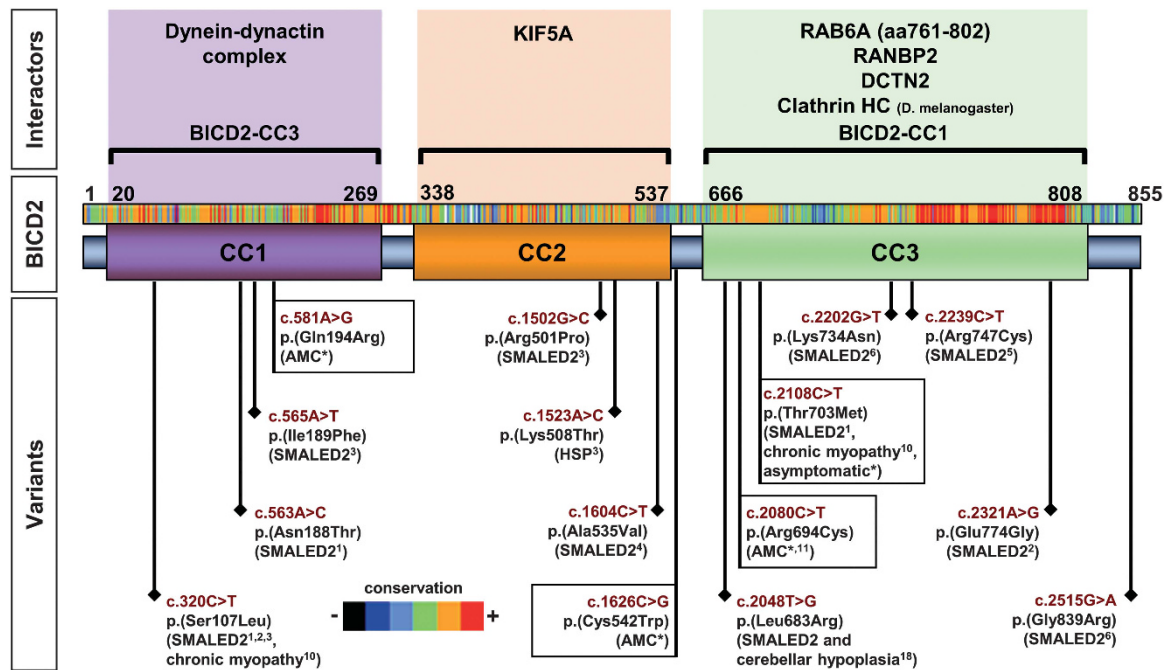 Interactors
Dynein-dynactin
complex
BICD2-CC3
KIF5A
RAB6A (aa761-802)
RANBP2
DCTN2
Clathrin HC (D. melanogaster)
BICD2-CC1
BICD2
1 20 269 338 537 666 808 855
CC1 CC2 CC3
Variants
c.581A>G
p.(Gln194Arg)
(AMC*)
c.565A>T
p.(Ile189Phe)
(SMALED2³)
c.563A>C
p.(Asn188Thr)
(SMALED2¹)
c.320C>T
p.(Ser107Leu)
(SMALED2¹,²,³,
chronic myopathy¹⁰)
c.1502G>C
p.(Arg501Pro)
(SMALED2³)
c.1523A>C
p.(Lys508Thr)
(HSP³)
c.1604C>T
p.(Ala535Val)
(SMALED2⁴)
c.1626C>G
p.(Cys542Trp)
(AMC*)
conservation
- +
c.2202G>T
p.(Lys734Asn)
(SMALED2⁶)
c.2239C>T
p.(Arg747Cys)
(SMALED2⁵)
c.2108C>T
p.(Thr703Met)
(SMALED2¹,
chronic myopathy¹⁰,
asymptomatic*)
c.2080C>T
p.(Arg694Cys)
(AMC*,¹¹)
c.2048T>G
p.(Leu683Arg)
(SMALED2 and
cerebellar hypoplasia¹⁸)
c.2321A>G
p.(Glu774Gly)
(SMALED2²)
c.2515G>A
p.(Gly839Arg)
(SMALED2⁶)